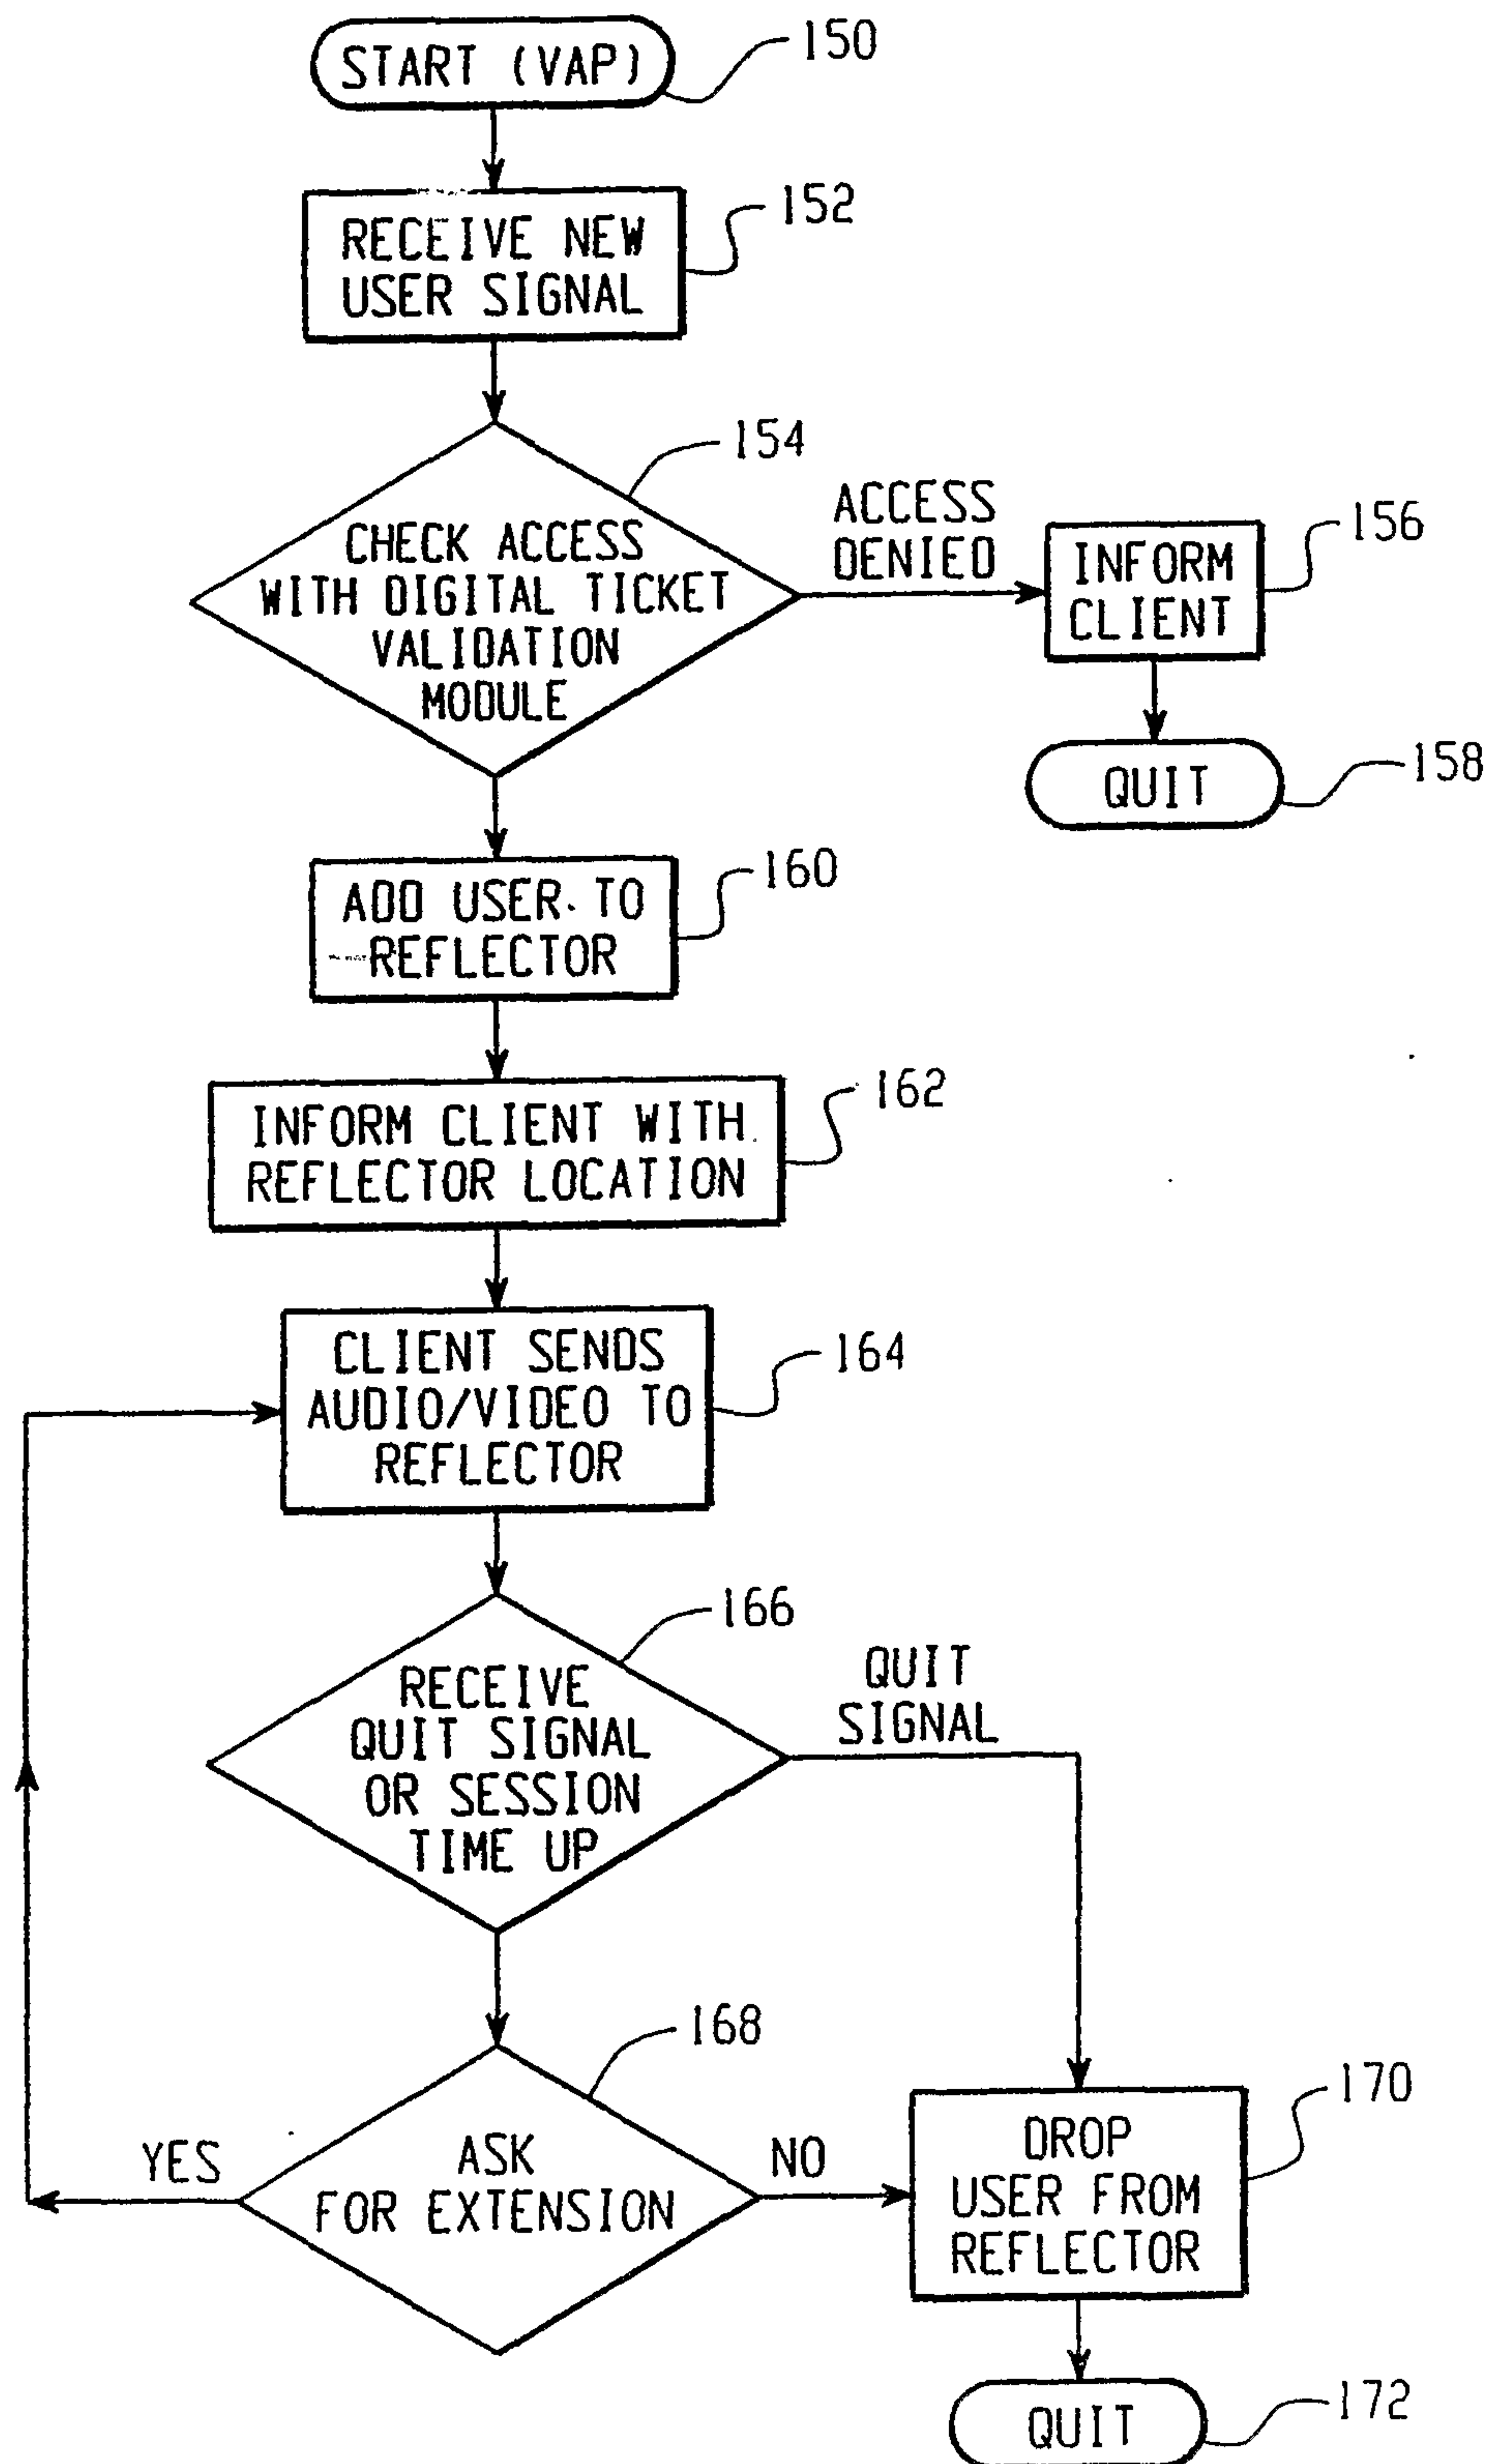 START (VAP)
150
RECEIVE NEW
USER SIGNAL
152
CHECK ACCESS
WITH DIGITAL TICKET
VALIDATION
MODULE
154
ACCESS
DENIED
INFORM
CLIENT
156
QUIT
158
ADD USER TO
REFLECTOR
160
INFORM CLIENT WITH
REFLECTOR LOCATION
162
CLIENT SENDS
AUDIO/VIDEO TO
REFLECTOR
164
RECEIVE
QUIT SIGNAL
OR SESSION
TIME UP
166
QUIT
SIGNAL
ASK
FOR EXTENSION
168
YES
NO
DROP
USER FROM
REFLECTOR
170
QUIT
172